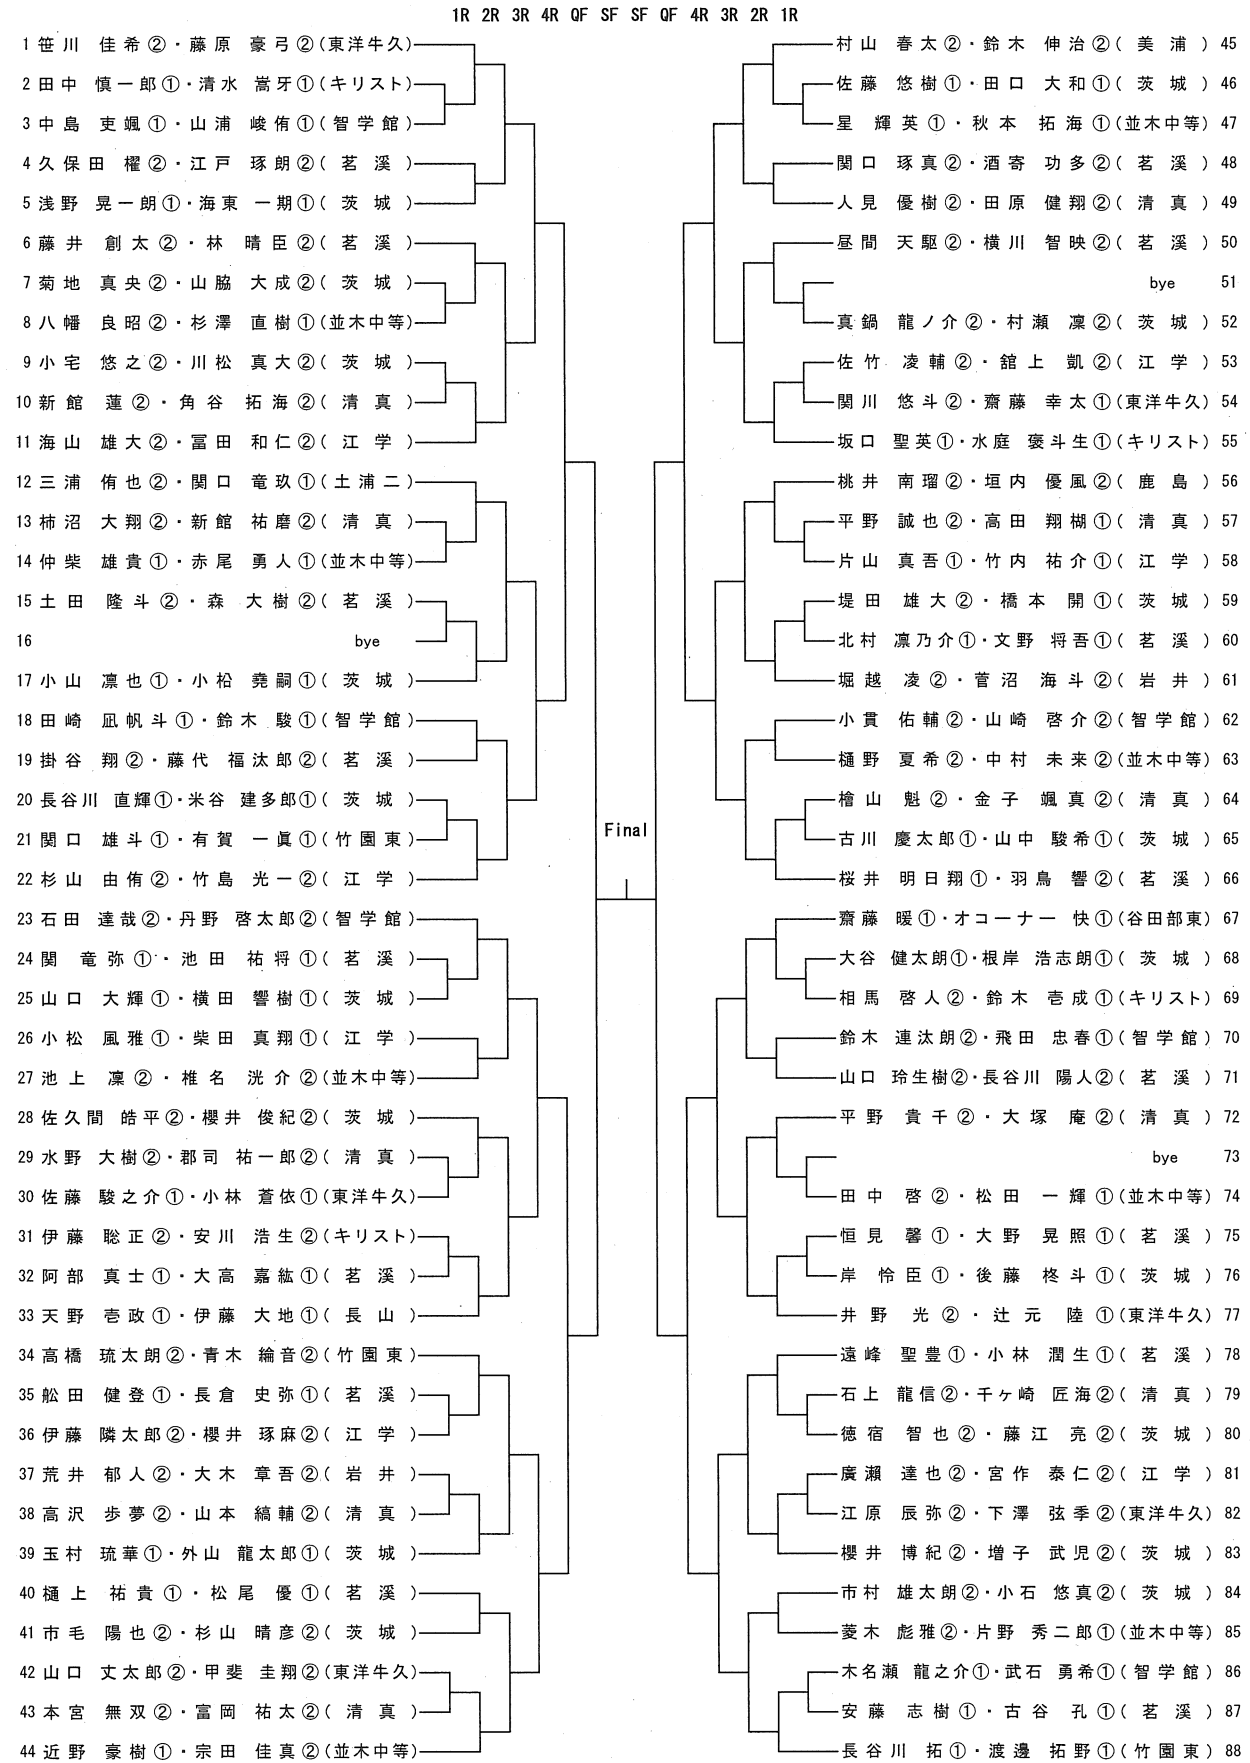 1R 2R 3R 4R QF SF SF QF 4R 3R 2R 1R
1 笹川 佳希②・藤原 豪弓②(東洋牛久)
2 田中 慎一郎①・清水 嵩牙①(キリスト)
3 中島 吏颯①・山浦 峻侑①(智学館)
4 久保田 櫂②・江戸 琢朗②(茗溪)
5 浅野 晃一朗①・海東 一期①(茨城)
6 藤井 創太②・林 晴臣②(茗溪)
7 菊地 真央②・山脇 大成②(茨城)
8 八幡 良昭②・杉澤 直樹①(並木中等)
9 小宅 悠之②・川松 真大②(茨城)
10 新館 蓮②・角谷 拓海②(清真)
11 海山 雄大②・冨田 和仁②(江学)
12 三浦 侑也②・関口 竜玖①(土浦二)
13 柿沼 大翔②・新館 祐磨②(清真)
14 仲柴 雄貴①・赤尾 勇人①(並木中等)
15 土田 隆斗②・森 大樹②(茗溪)
16 bye
17 小山 凛也①・小松 堯嗣①(茨城)
18 田崎 凪帆斗①・鈴木 駿①(智学館)
19 掛谷 翔②・藤代 福汰郎②(茗溪)
20 長谷川 直輝①・米谷 建多郎①(茨城)
21 関口 雄斗①・有賀 一眞①(竹園東)
22 杉山 由侑②・竹島 光一②(江学)
23 石田 達哉②・丹野 啓太郎②(智学館)
24 関 竜弥①・池田 祐将①(茗溪)
25 山口 大輝①・横田 響樹①(茨城)
26 小松 風雅①・柴田 真翔①(江学)
27 池上 凜②・椎名 洸介②(並木中等)
28 佐久間 皓平②・櫻井 俊紀②(茨城)
29 水野 大樹②・郡司 祐一郎②(清真)
30 佐藤 駿之介①・小林 蒼依①(東洋牛久)
31 伊藤 聡正②・安川 浩生②(キリスト)
32 阿部 真士①・大高 嘉紘①(茗溪)
33 天野 壱政①・伊藤 大地①(長山)
34 高橋 琉太朗②・青木 綸音②(竹園東)
35 舩田 健登①・長倉 史弥①(茗溪)
36 伊藤 隣太郎②・櫻井 琢麻②(江学)
37 荒井 郁人②・大木 章吾②(岩井)
38 高沢 歩夢②・山本 縞輔②(清真)
39 玉村 琉華①・外山 龍太郎①(茨城)
40 樋上 祐貴①・松尾 優①(茗溪)
41 市毛 陽也②・杉山 晴彦②(茨城)
42 山口 丈太郎②・甲斐 圭翔②(東洋牛久)
43 本宮 無双②・富岡 祐太②(清真)
44 近野 豪樹①・宗田 佳真②(並木中等)
Final
村山 春太②・鈴木 伸治②(美浦) 45
佐藤 悠樹①・田口 大和①(茨城) 46
星 輝英①・秋本 拓海①(並木中等) 47
関口 琢真②・酒寄 功多②(茗溪) 48
人見 優樹②・田原 健翔②(清真) 49
昼間 天駆②・横川 智映②(茗溪) 50
bye 51
真鍋 龍ノ介②・村瀬 凛②(茨城) 52
佐竹 凌輔②・舘上 凱②(江学) 53
関川 悠斗②・齋藤 幸太①(東洋牛久) 54
坂口 聖英①・水庭 褒斗生①(キリスト) 55
桃井 南瑠②・垣内 優風②(鹿島) 56
平野 誠也②・高田 翔楜①(清真) 57
片山 真吾①・竹内 祐介①(江学) 58
堤田 雄大②・橋本 開①(茨城) 59
北村 凛乃介①・文野 将吾①(茗溪) 60
堀越 凌②・菅沼 海斗②(岩井) 61
小貫 佑輔②・山崎 啓介②(智学館) 62
樋野 夏希②・中村 未来②(並木中等) 63
檜山 魁②・金子 颯真②(清真) 64
古川 慶太郎①・山中 駿希①(茨城) 65
桜井 明日翔①・羽鳥 響②(茗溪) 66
齋藤 暖①・オコーナー 快①(谷田部東) 67
大谷 健太朗①・根岸 浩志朗①(茨城) 68
相馬 啓人②・鈴木 壱成①(キリスト) 69
鈴木 連汰朗②・飛田 忠春①(智学館) 70
山口 玲生樹②・長谷川 陽人②(茗溪) 71
平野 貴千②・大塚 庵②(清真) 72
bye 73
田中 啓②・松田 一輝①(並木中等) 74
恒見 馨①・大野 晃照①(茗溪) 75
岸 怜臣①・後藤 柊斗①(茨城) 76
井野 光②・辻元 陸①(東洋牛久) 77
遠峰 聖豊①・小林 潤生①(茗溪) 78
石上 龍信②・千ヶ崎 匠海②(清真) 79
徳宿 智也②・藤江 亮②(茨城) 80
廣瀬 達也②・宮作 泰仁②(江学) 81
江原 辰弥②・下澤 弦季②(東洋牛久) 82
櫻井 博紀②・増子 武児②(茨城) 83
市村 雄太朗②・小石 悠真②(茨城) 84
菱木 彪雅②・片野 秀二郎①(並木中等) 85
木名瀬 龍之介①・武石 勇希①(智学館) 86
安藤 志樹①・古谷 孔①(茗溪) 87
長谷川 拓①・渡邊 拓野①(竹園東) 88